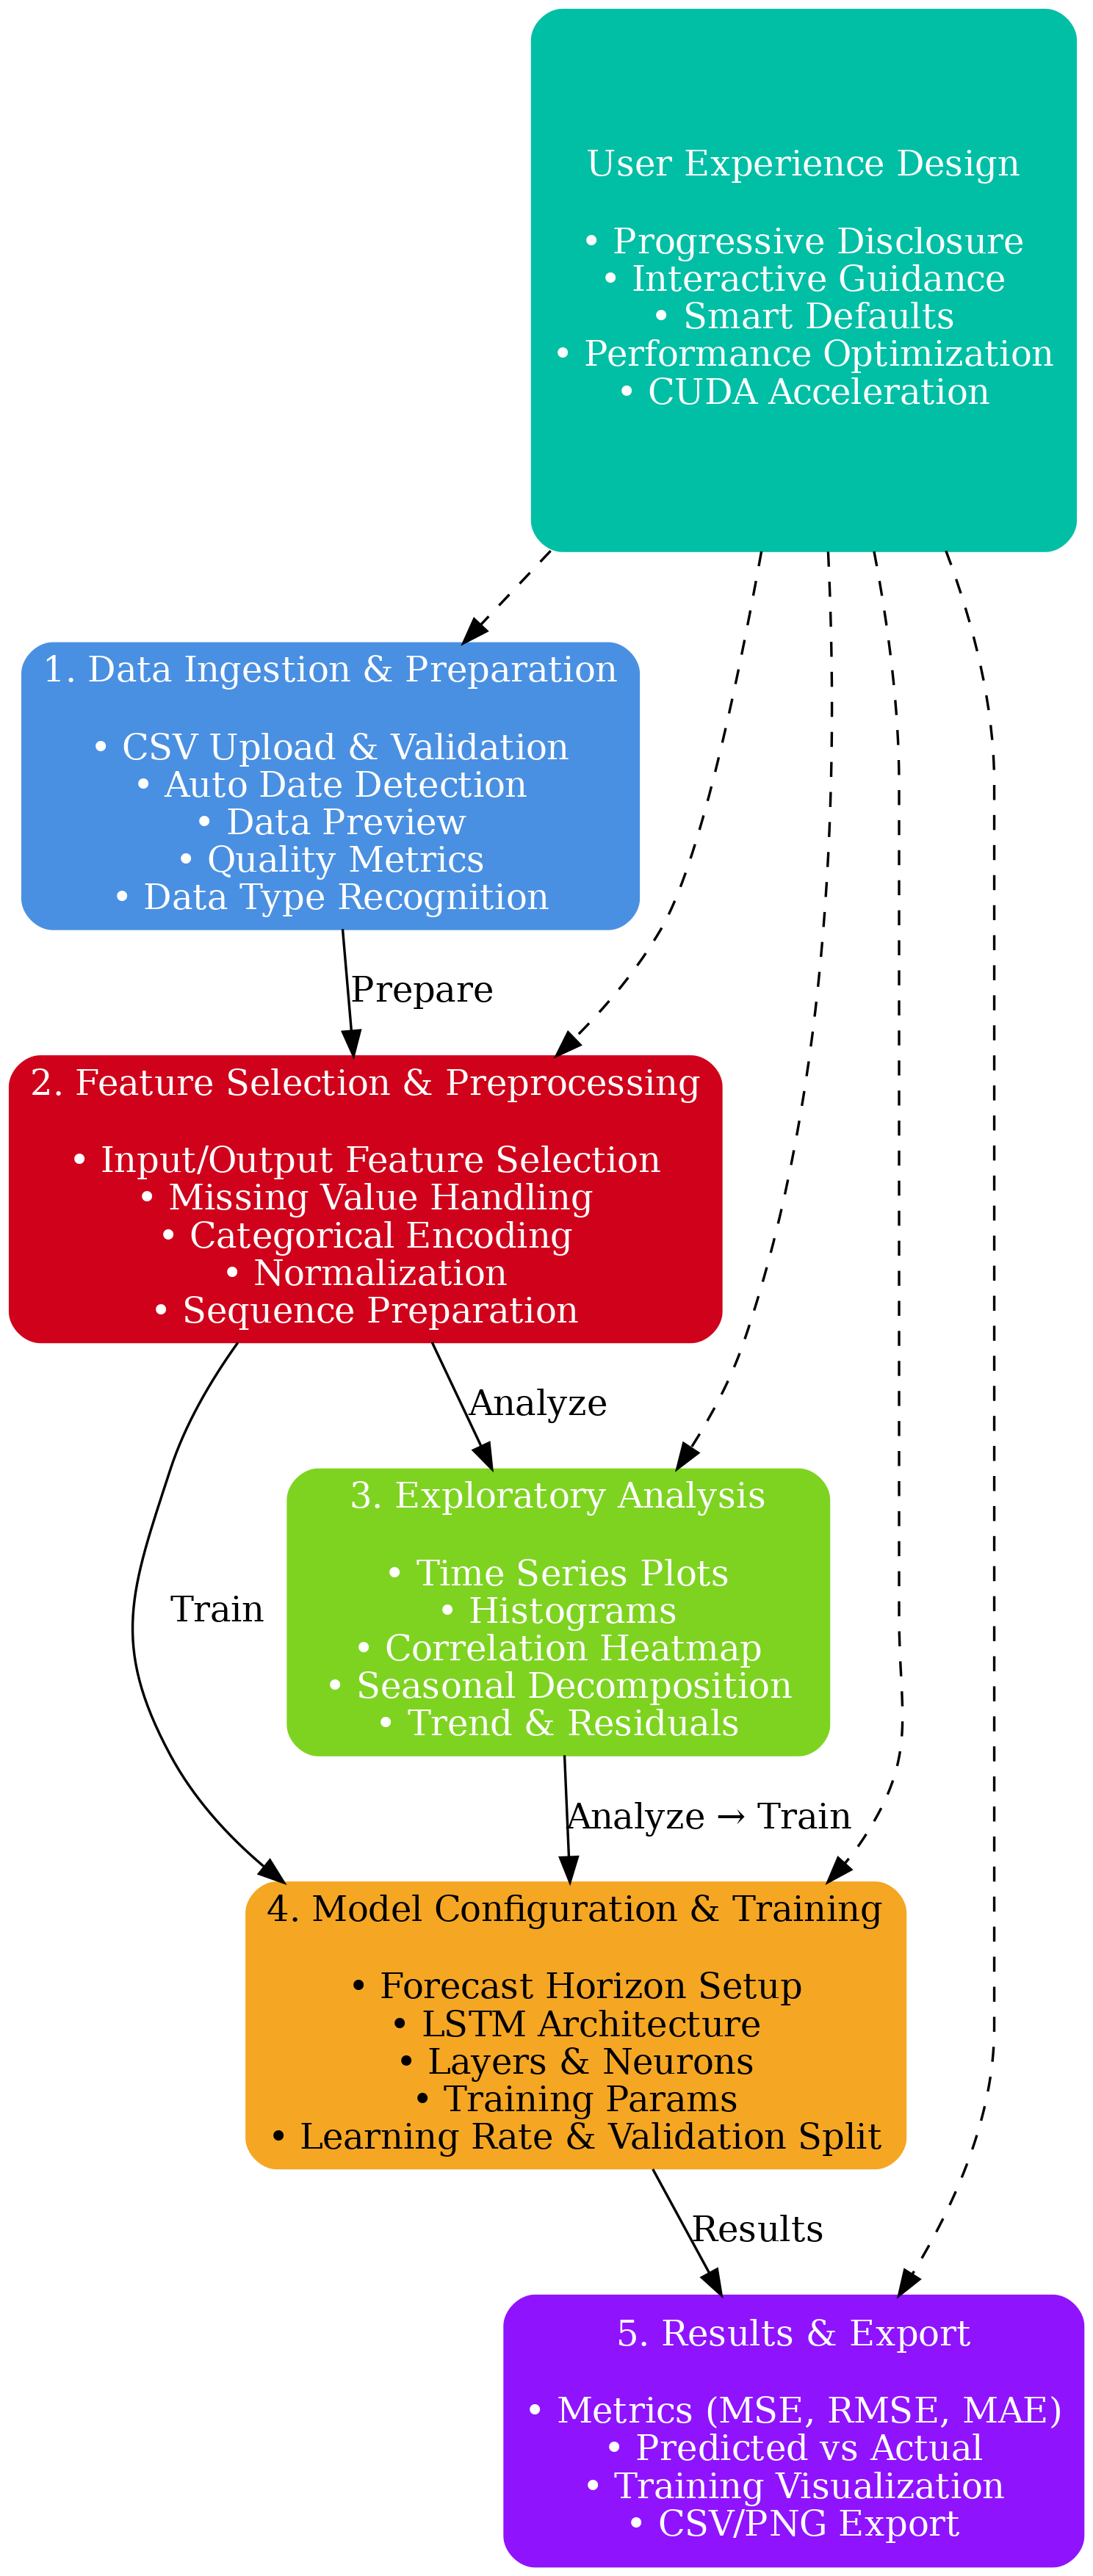 User Experience Design
• Progressive Disclosure
• Interactive Guidance
• Smart Defaults
• Performance Optimization
• CUDA Acceleration
1. Data Ingestion & Preparation
• CSV Upload & Validation
• Auto Date Detection
• Data Preview
• Quality Metrics
• Data Type Recognition
Prepare
2. Feature Selection & Preprocessing
• Input/Output Feature Selection
• Missing Value Handling
• Categorical Encoding
• Normalization
• Sequence Preparation
Analyze
3. Exploratory Analysis
• Time Series Plots
• Histograms
• Correlation Heatmap
• Seasonal Decomposition
• Trend & Residuals
Train
Analyze → Train
4. Model Configuration & Training
• Forecast Horizon Setup
• LSTM Architecture
• Layers & Neurons
• Training Params
• Learning Rate & Validation Split
Results
5. Results & Export
• Metrics (MSE, RMSE, MAE)
• Predicted vs Actual
• Training Visualization
• CSV/PNG Export